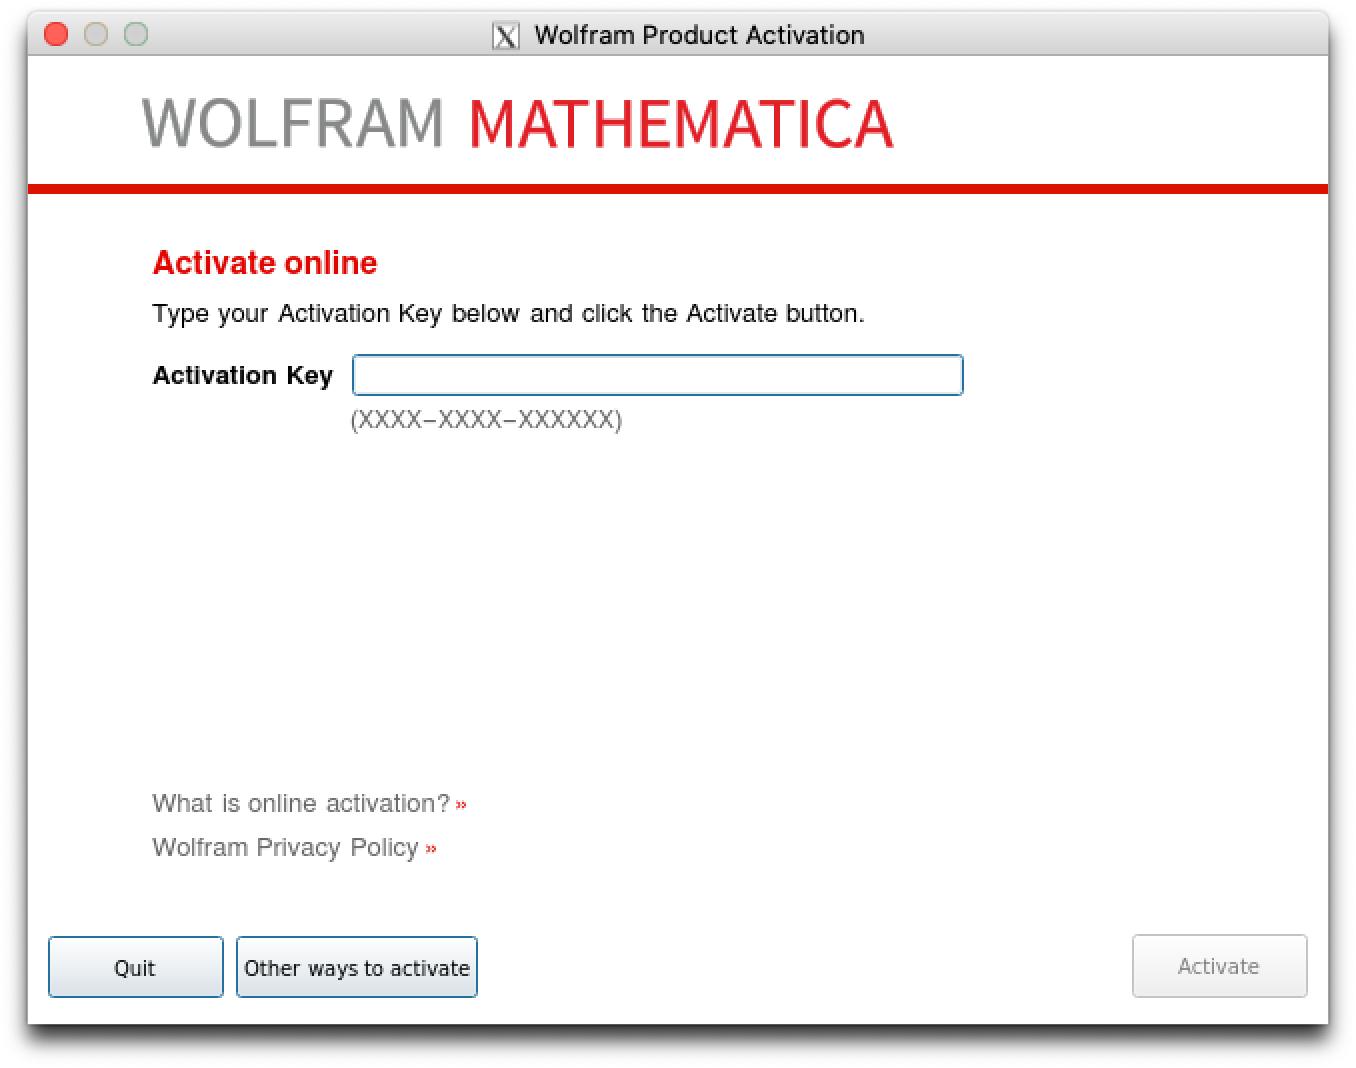 Wolfram Product Activation
WOLFRAM MATHEMATICA
Activate online
Type your Activation Key below and click the Activate button.
Activation Key
(XXXX–XXXX–XXXXXX)
What is online activation? »
Wolfram Privacy Policy »
Quit
Other ways to activate
Activate